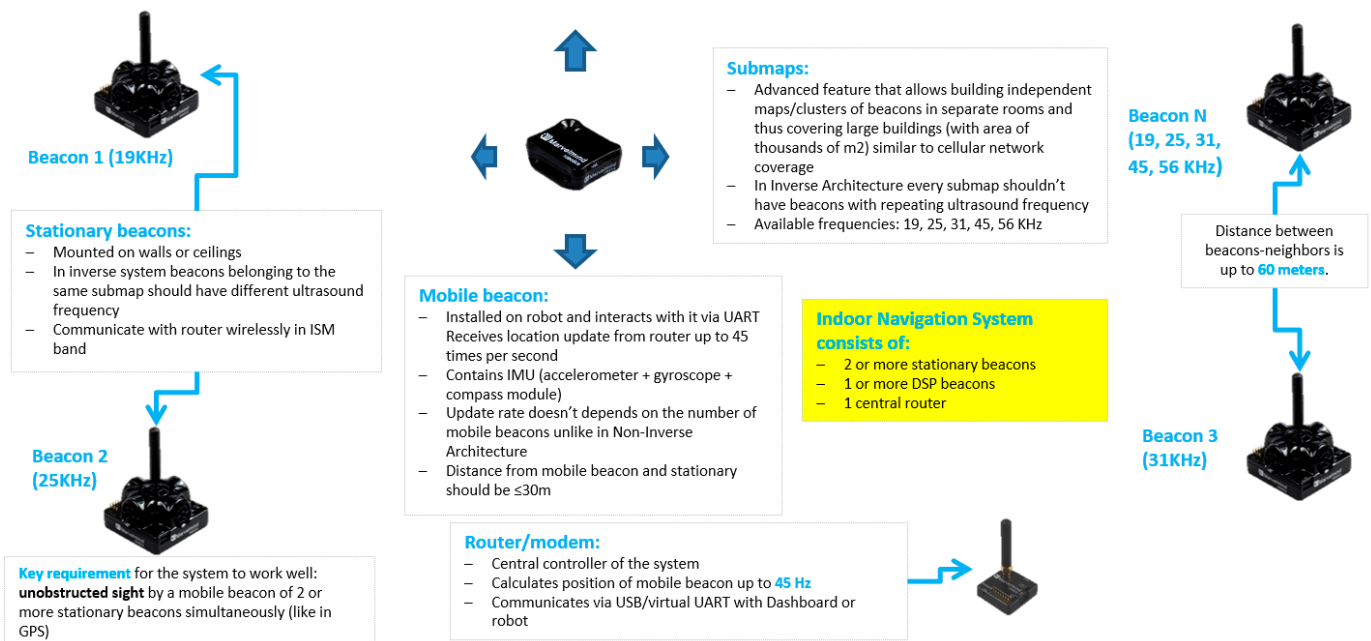 Beacon 1 (19KHz)
Stationary beacons:
– Mounted on walls or ceilings
– In inverse system beacons belonging to the
same submap should have different ultrasound
frequency
– Communicate with router wirelessly in ISM
band
Beacon 2
(25KHz)
Key requirement for the system to work well:
unobstructed sight by a mobile beacon of 2 or
more stationary beacons simultaneously (like in
GPS)
Marvelmind
Mobile beacon:
– Installed on robot and interacts with it via UART
Receives location update from router up to 45
times per second
– Contains IMU (accelerometer + gyroscope +
compass module)
– Update rate doesn’t depends on the number of
mobile beacons unlike in Non-Inverse
Architecture
– Distance from mobile beacon and stationary
should be ≤30m
Router/modem:
– Central controller of the system
– Calculates position of mobile beacon up to 45 Hz
– Communicates via USB/virtual UART with Dashboard or
robot
Submaps:
– Advanced feature that allows building independent
maps/clusters of beacons in separate rooms and
thus covering large buildings (with area of
thousands of m2) similar to cellular network
coverage
– In Inverse Architecture every submap shouldn’t
have beacons with repeating ultrasound frequency
– Available frequencies: 19, 25, 31, 45, 56 KHz
Indoor Navigation System
consists of:
– 2 or more stationary beacons
– 1 or more DSP beacons
– 1 central router
Beacon N
(19, 25, 31,
45, 56 KHz)
Distance between
beacons-neighbors is
up to 60 meters.
Beacon 3
(31KHz)